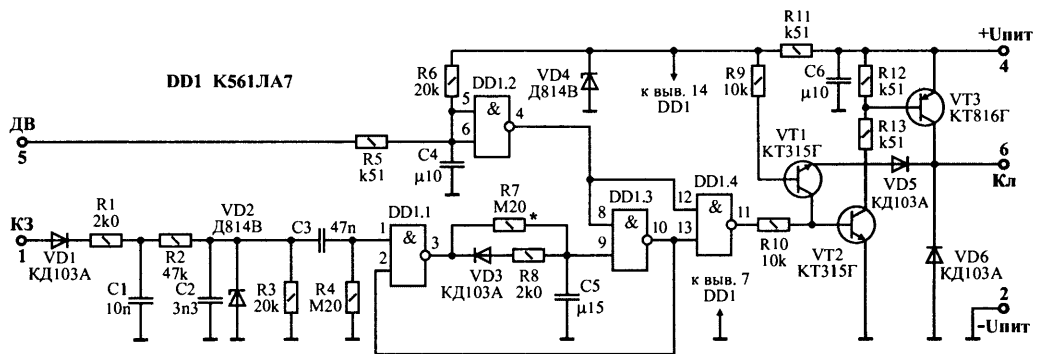 DD1 К561ЛА7
R11
k51
+Uпит
4
R6
20k
DD1.2
5
6
&
4
VD4
Д814В
к выв. 14
DD1
R9
10k
C6
μ10
R12
k51
VT3
КТ816Г
ДВ
5
R5
k51
C4
μ10
VT1
КТ315Г
R13
k51
6
Кл
VD5
КД103А
R7
M20
*
DD1.3
DD1.4
12
13
&
11
R10
10k
VT2
КТ315Г
КЗ
1
VD1
КД103А
R1
2k0
R2
47k
VD2
Д814В
C3
47n
DD1.1
1
2
&
3
VD3
КД103А
R8
2k0
8
9
&
10
VD6
КД103А
C1
10n
C2
3n3
R3
20k
R4
M20
C5
μ15
к выв. 7
DD1
2
-Uпит